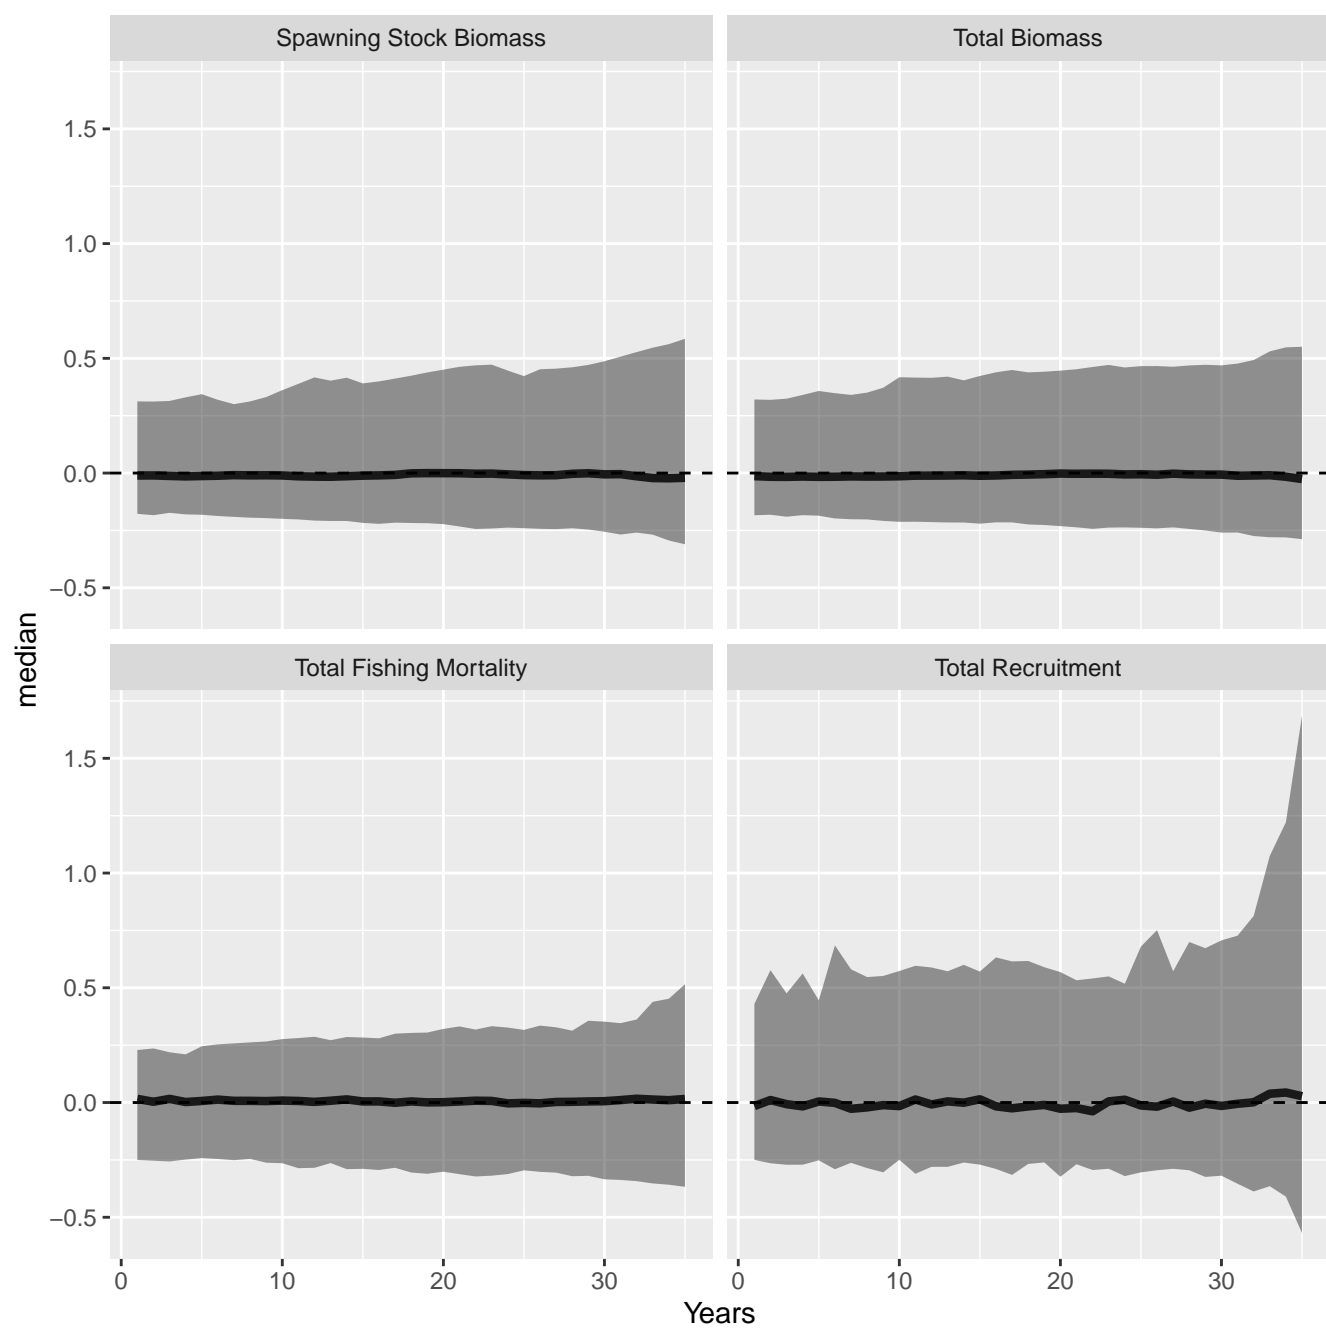 Spawning Stock Biomass
Total Biomass
1.5
1.0
0.5
0.0
−0.5
median
Total Fishing Mortality
Total Recruitment
1.5
1.0
0.5
0.0
−0.5
0 10 20 30
0 10 20 30
Years